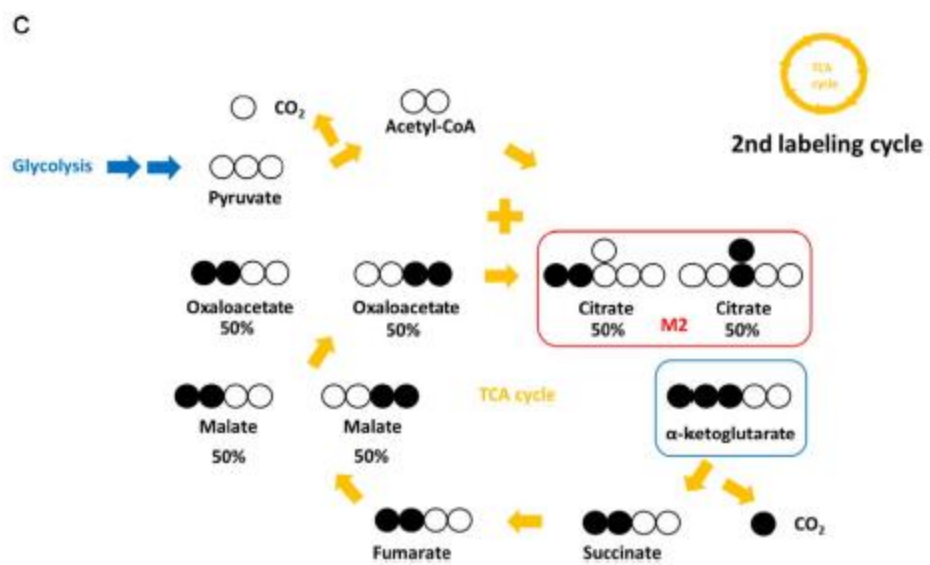 C
TCA
cycle
2nd labeling cycle
CO2
Acetyl-CoA
Glycolysis
Pyruvate
Oxaloacetate
50%
Oxaloacetate
50%
Citrate
50%
M2
Citrate
50%
Malate
50%
Malate
50%
TCA cycle
α-ketoglutarate
Fumarate
Succinate
CO2